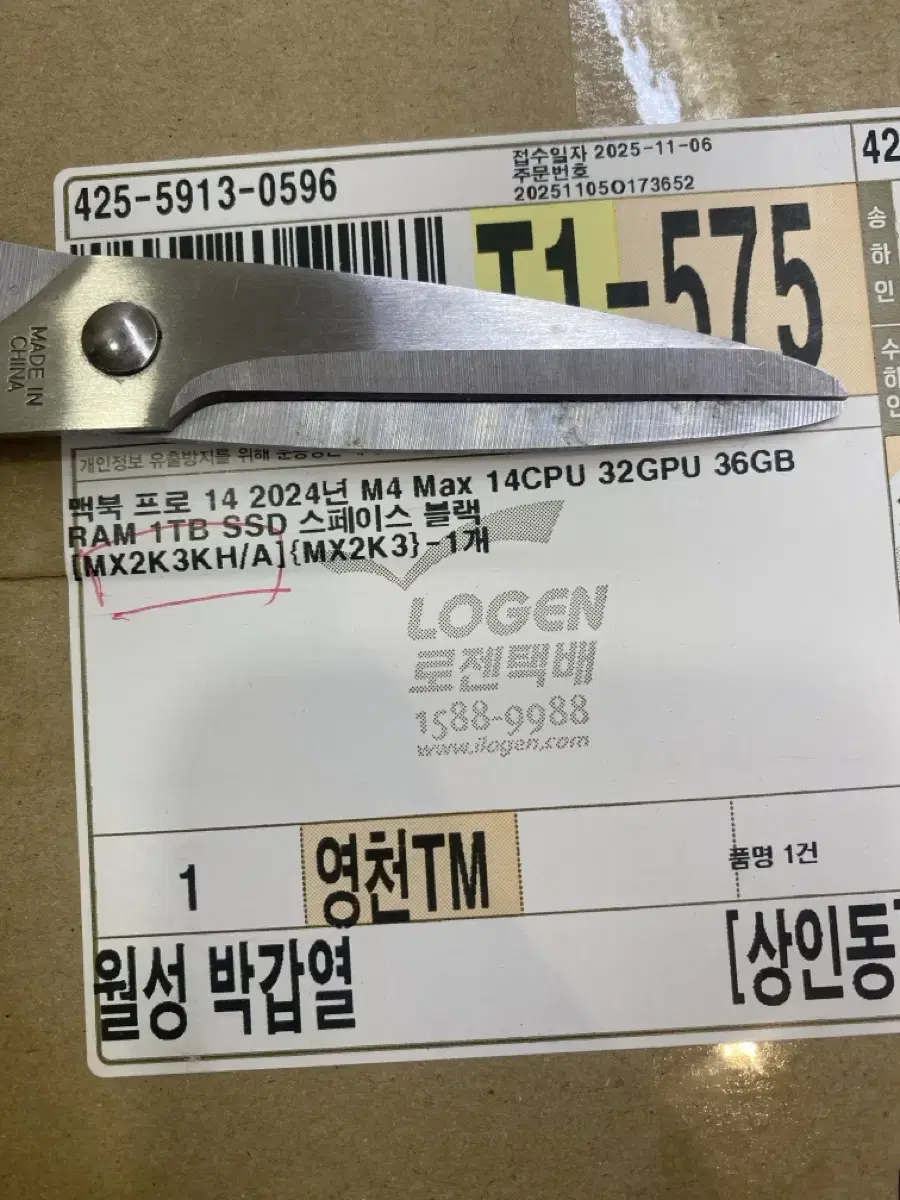 425-5913-0596
접수일자 2025-11-06
주문번호
20251105O173652
42
T1-575
송하인
수하인
MADE IN
CHINA
개인정보 유출방지를 위해
맥북 프로 14 2024년 M4 Max 14CPU 32GPU 36GB
RAM 1TB SSD 스페이스 블랙
[MX2K3KH/A]{MX2K3}-1개
LOGEN
로젠택배
1588-9988
www.ilogen.com
1
영천TM
품명 1건
월성 박갑열
[상인동